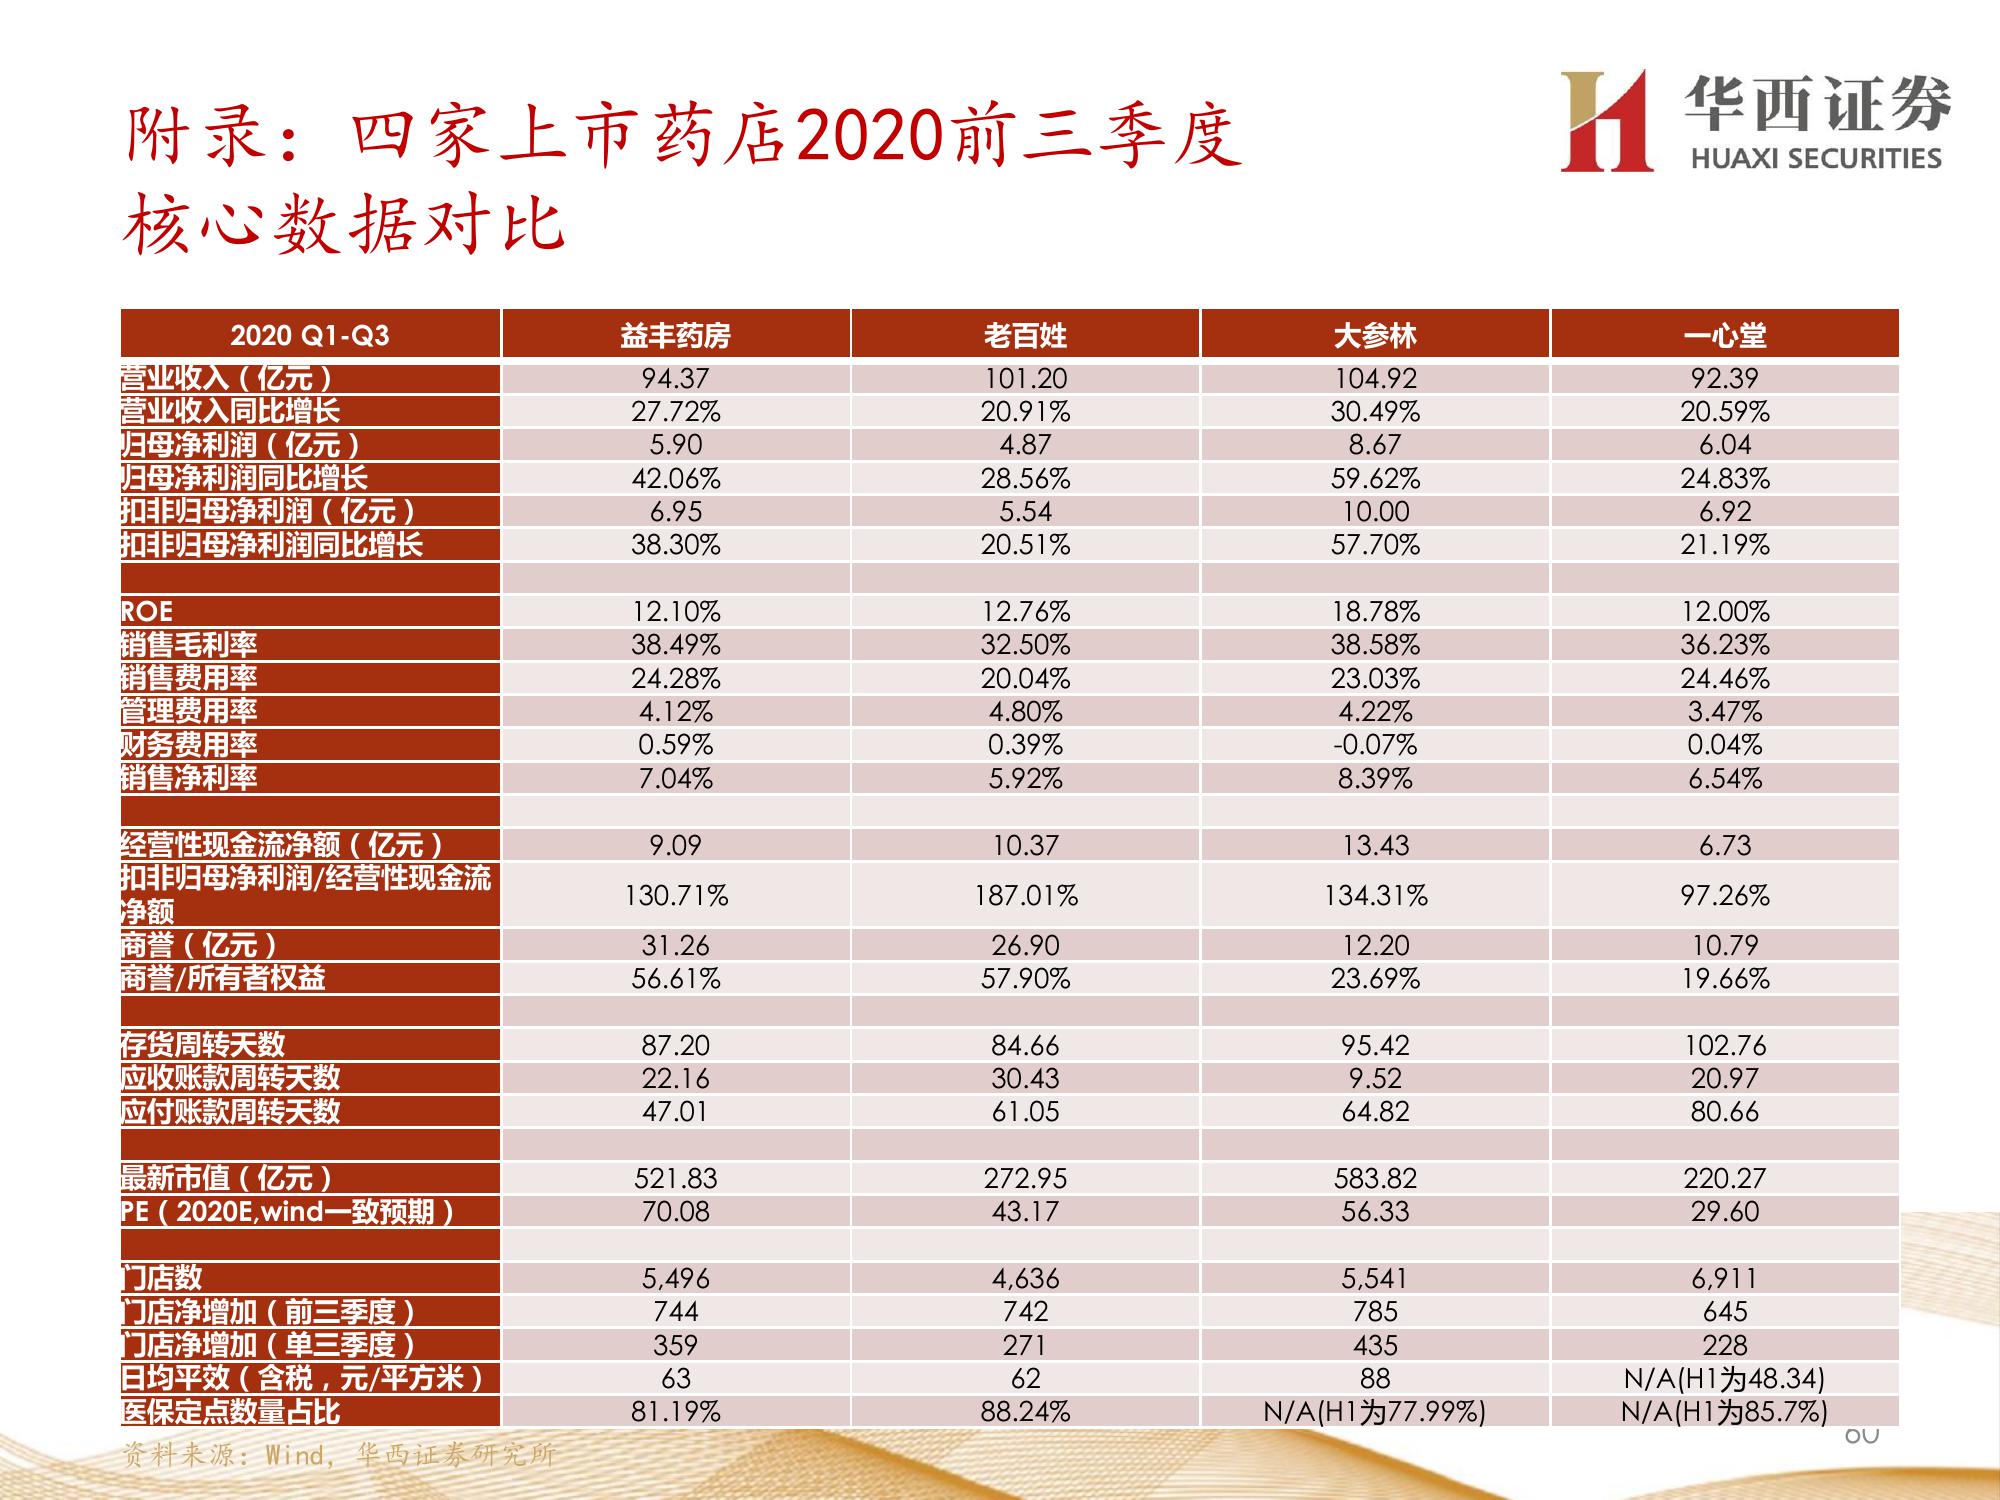 附录：四家上市药店2020前三季度
核心数据对比
华西证券
HUAXI SECURITIES
2020 Q1-Q3 益丰药房 老百姓 大参林 一心堂
营业收入（亿元） 94.37 101.20 104.92 92.39
营业收入同比增长 27.72% 20.91% 30.49% 20.59%
归母净利润（亿元） 5.90 4.87 8.67 6.04
归母净利润同比增长 42.06% 28.56% 59.62% 24.83%
扣非归母净利润（亿元） 6.95 5.54 10.00 6.92
扣非归母净利润同比增长 38.30% 20.51% 57.70% 21.19%
ROE 12.10% 12.76% 18.78% 12.00%
销售毛利率 38.49% 32.50% 38.58% 36.23%
销售费用率 24.28% 20.04% 23.03% 24.46%
管理费用率 4.12% 4.80% 4.22% 3.47%
财务费用率 0.59% 0.39% -0.07% 0.04%
销售净利率 7.04% 5.92% 8.39% 6.54%
经营性现金流净额（亿元） 9.09 10.37 13.43 6.73
扣非归母净利润/经营性现金流
净额 130.71% 187.01% 134.31% 97.26%
商誉（亿元） 31.26 26.90 12.20 10.79
商誉/所有者权益 56.61% 57.90% 23.69% 19.66%
存货周转天数 87.20 84.66 95.42 102.76
应收账款周转天数 22.16 30.43 9.52 20.97
应付账款周转天数 47.01 61.05 64.82 80.66
最新市值（亿元） 521.83 272.95 583.82 220.27
PE（2020E,wind一致预期） 70.08 43.17 56.33 29.60
门店数 5,496 4,636 5,541 6,911
门店净增加（前三季度） 744 742 785 645
门店净增加（单三季度） 359 271 435 228
日均平效（含税，元/平方米） 63 62 88 N/A(H1为48.34)
医保定点数量占比 81.19% 88.24% N/A(H1为77.99%) N/A(H1为85.7%)
资料来源：Wind，华西证券研究所